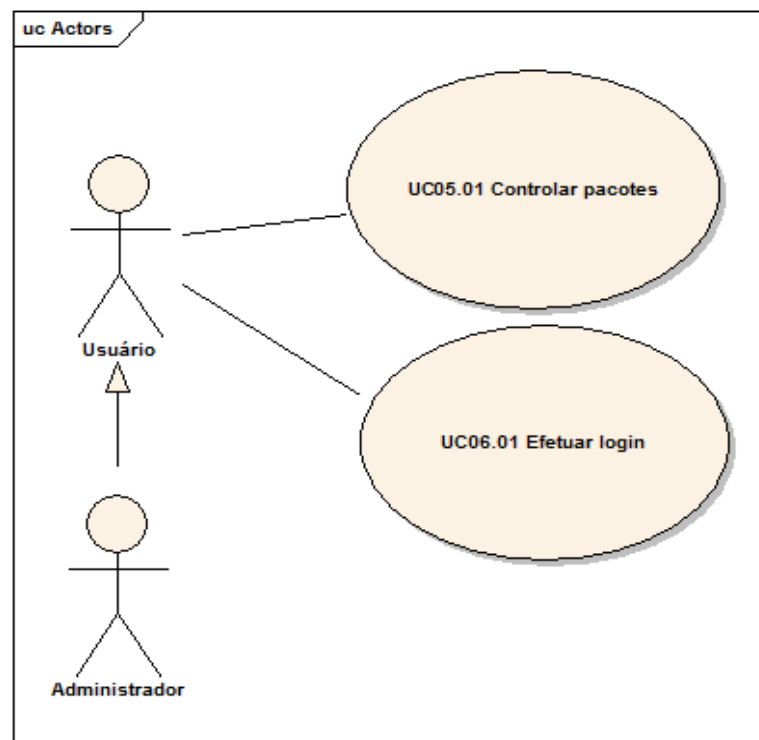 uc Actors
UC05.01 Controlar pacotes
Usuário
UC06.01 Efetuar login
Administrador